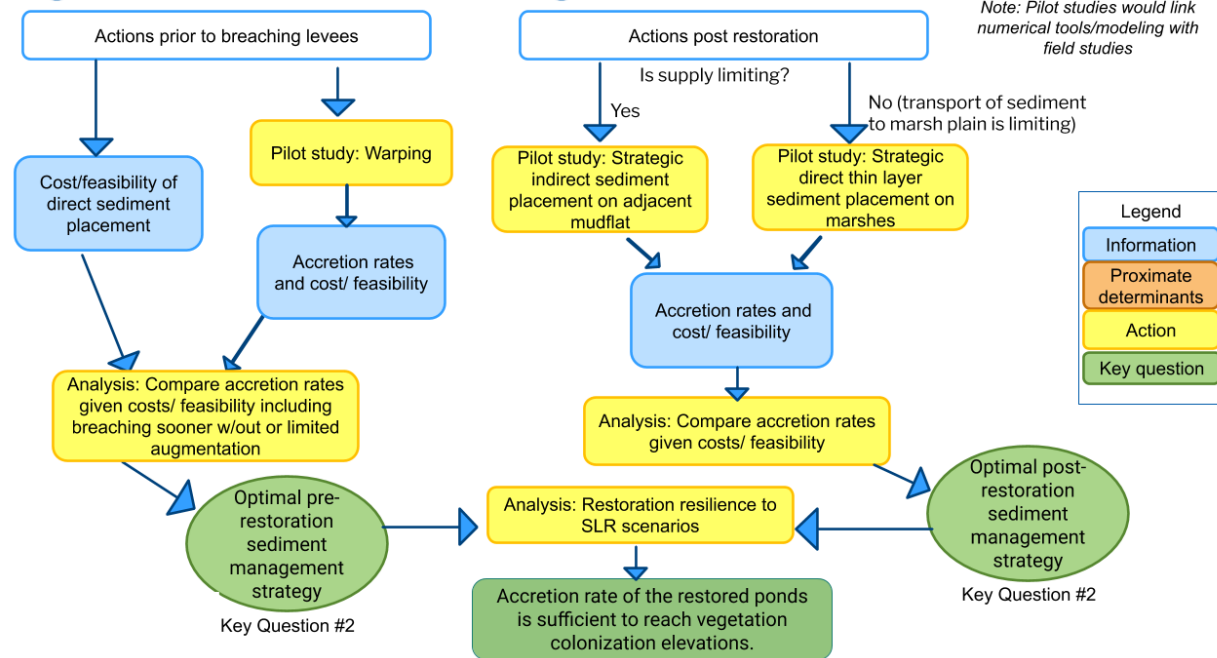 Note: Pilot studies would link
numerical tools/modeling with
field studies
Actions prior to breaching levees
Actions post restoration
Is supply limiting?
Yes
No (transport of sediment
to marsh plain is limiting)
Pilot study: Warping
Cost/feasibility of
direct sediment
placement
Pilot study: Strategic
indirect sediment
placement on adjacent
mudflat
Pilot study: Strategic
direct thin layer
sediment placement on
marshes
Accretion rates
and cost/ feasibility
Accretion rates and
cost/ feasibility
Legend
Information
Proximate
determinants
Action
Key question
Analysis: Compare accretion rates
given costs/ feasibility including
breaching sooner w/out or limited
augmentation
Analysis: Compare accretion rates
given costs/ feasibility
Optimal pre-
restoration
sediment
management
strategy
Key Question #2
Analysis: Restoration resilience to
SLR scenarios
Optimal post-
restoration
sediment
management
strategy
Key Question #2
Accretion rate of the restored ponds
is sufficient to reach vegetation
colonization elevations.